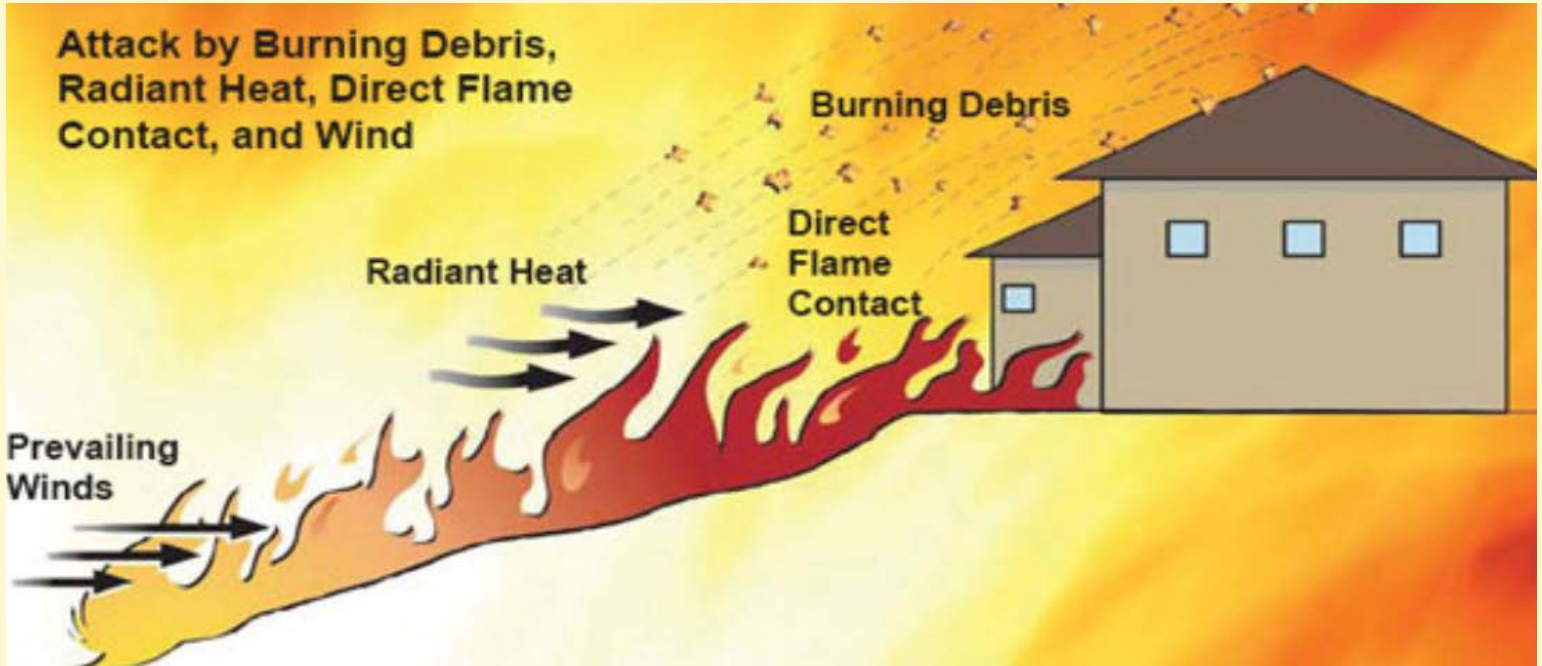 Attack by Burning Debris,
Radiant Heat, Direct Flame
Contact, and Wind
Burning Debris
Direct
Flame
Contact
Radiant Heat
Prevailing
Winds